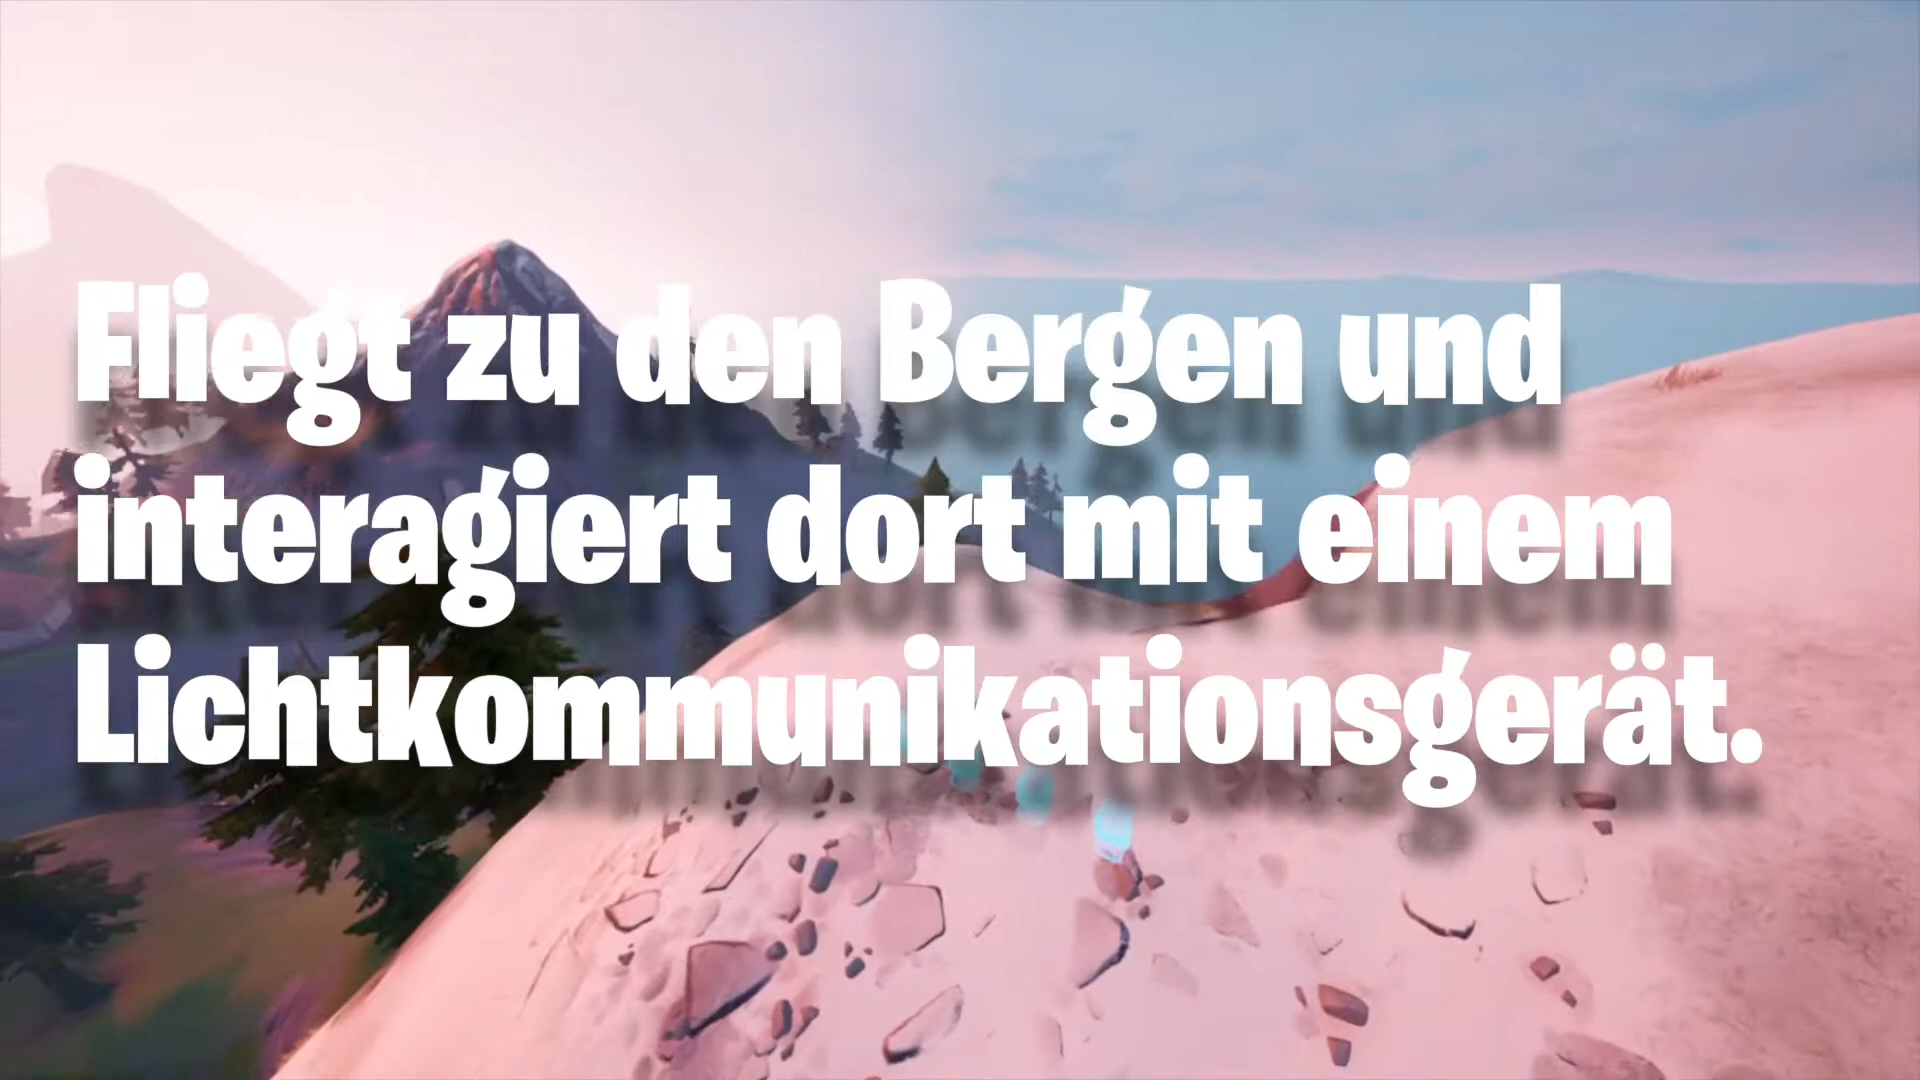 Fliegt zu den Bergen und
interagiert dort mit einem
Lichtkommunikationsgerät.